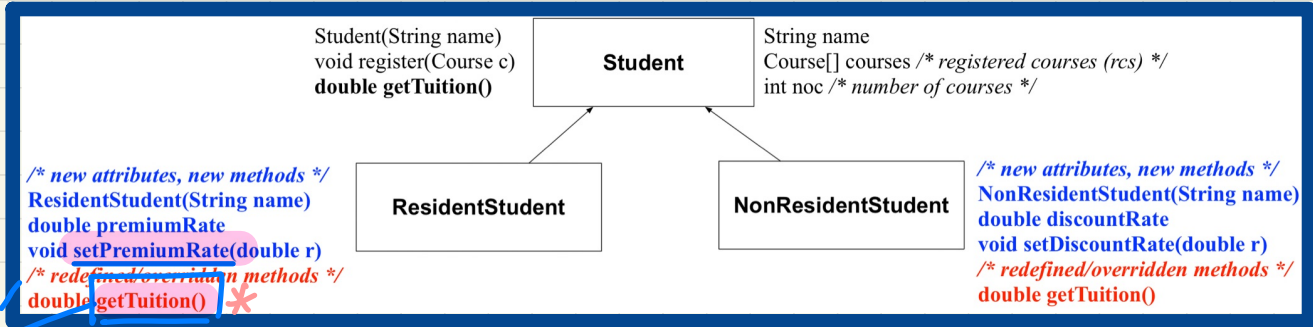 Student(String name)
void register(Course c)
double getTuition()
Student
String name
Course[] courses /* registered courses (rcs) */
int noc /* number of courses */
/* new attributes, new methods */
ResidentStudent(String name)
double premiumRate
void setPremiumRate(double r)
/* redefined/overridden methods */
double getTuition()
ResidentStudent
NonResidentStudent
/* new attributes, new methods */
NonResidentStudent(String name)
double discountRate
void setDiscountRate(double r)
/* redefined/overridden methods */
double getTuition()